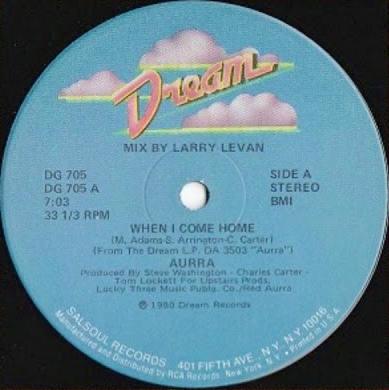 Dream
MIX BY LARRY LEVAN
DG 705
DG 705 A
7:03
33 1/3 RPM
SIDE A
STEREO
BMI
WHEN I COME HOME
(M. Adams-S. Arrington-C. Carter)
(From The Dream L.P. DA 3503 "Aurra")
AURRA
Produced By Steve Washington - Charles Carter -
Tom Lockett For Upstairs Prods.
Lucky Three Music Publg. Co./Red Aurra.
℗ 1980 Dream Records
SALSOUL RECORDS 401 FIFTH AVE., N.Y., N.Y. 10016
Manufactured and Distributed by RCA Records, New York, N.Y. • Printed in U.S.A.